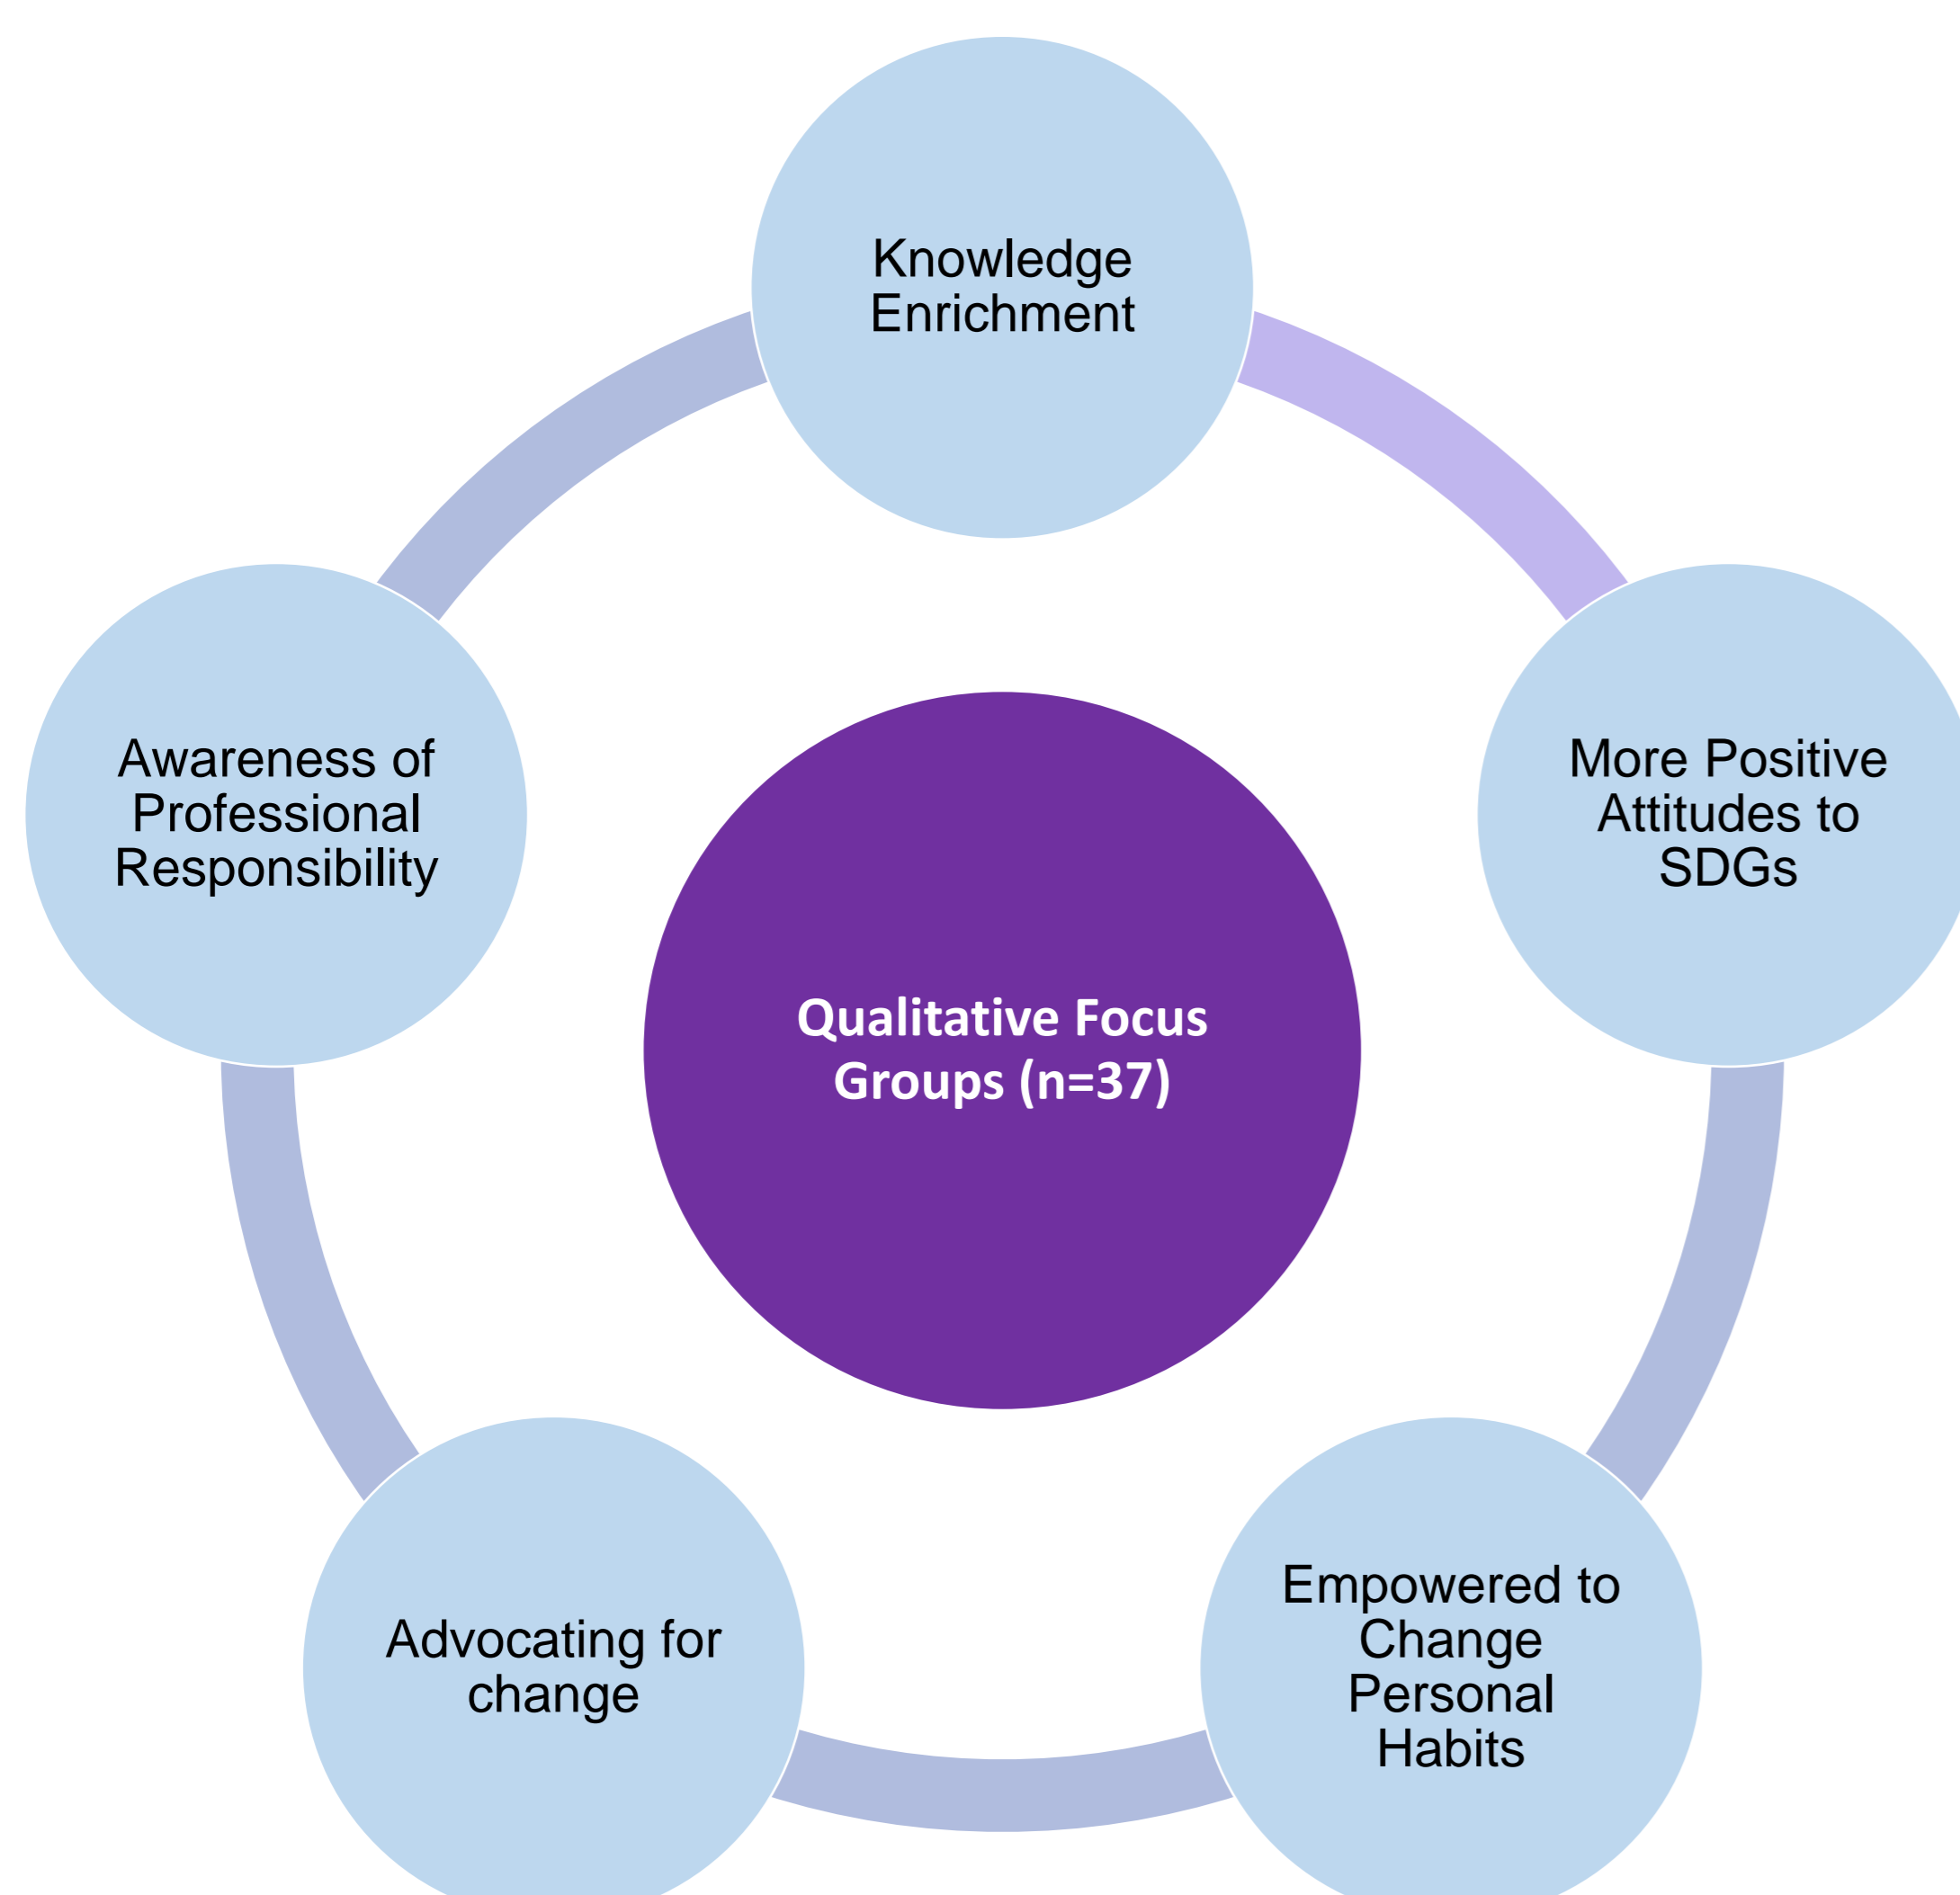 Knowledge
Enrichment
More Positive
Attitudes to
SDGs
Empowered to
Change
Personal
Habits
Advocating for
change
Awareness of
Professional
Responsibility
Qualitative Focus
Groups (n=37)